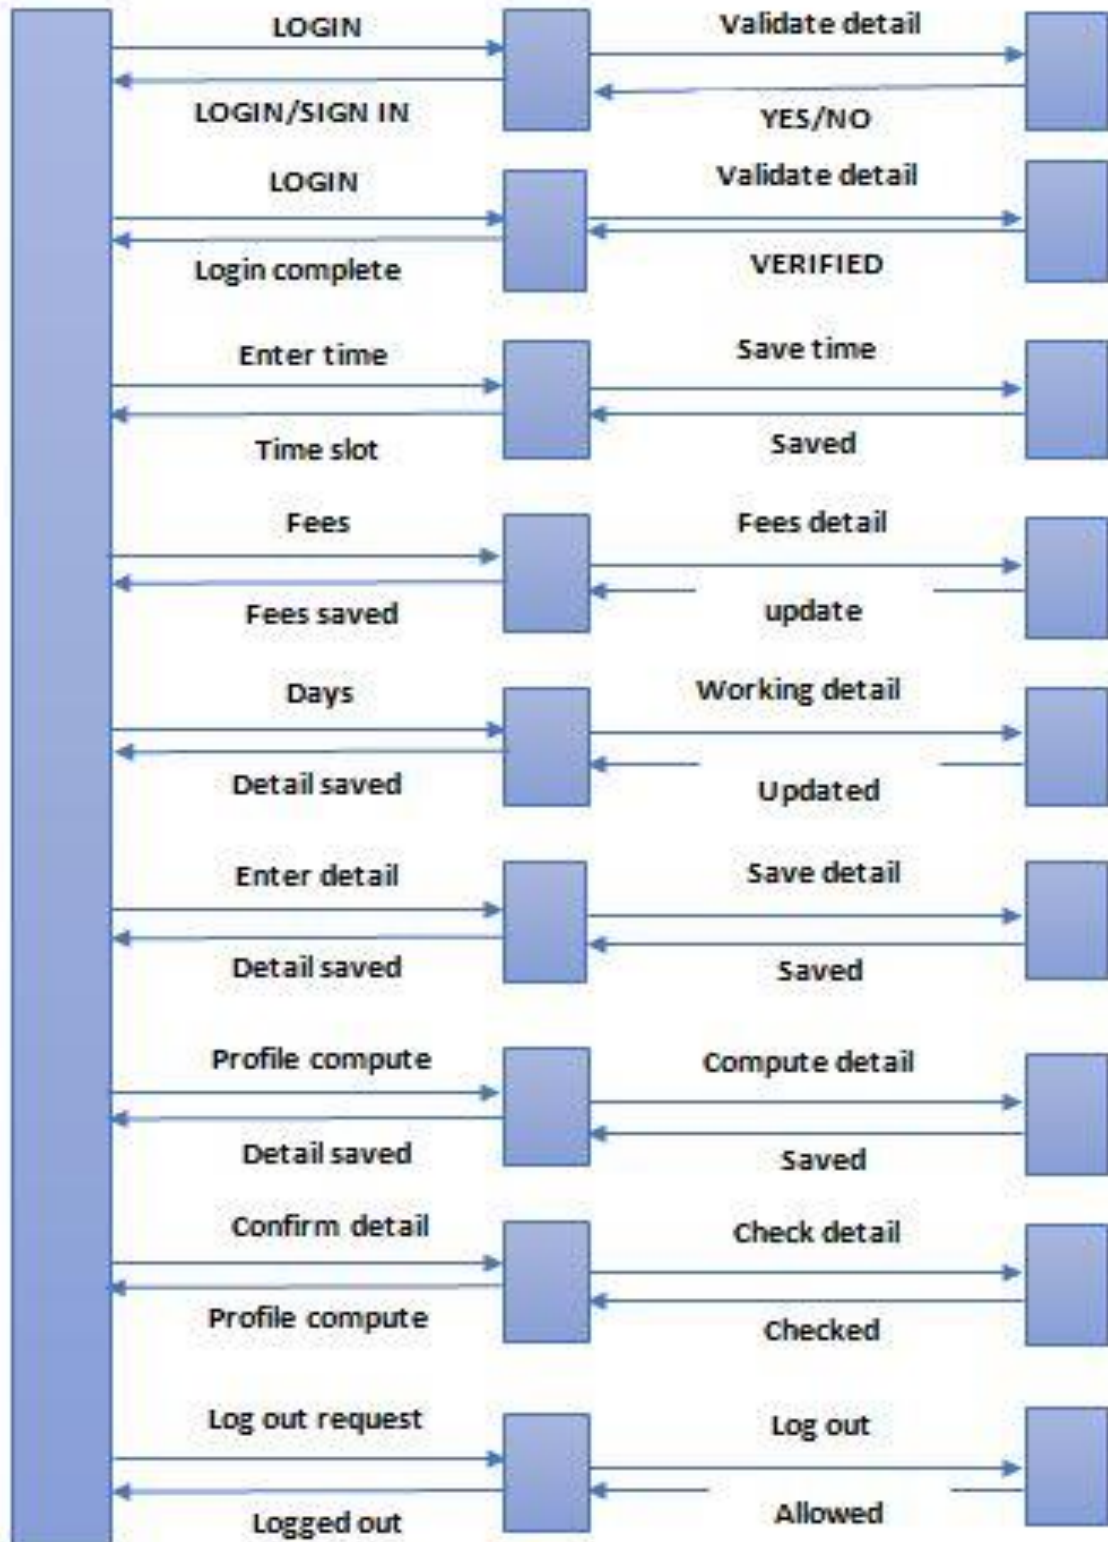 LOGIN
Validate detail
LOGIN/SIGN IN
YES/NO
LOGIN
Validate detail
Login complete
VERIFIED
Enter time
Save time
Time slot
Saved
Fees
Fees detail
Fees saved
update
Days
Working detail
Detail saved
Updated
Enter detail
Save detail
Detail saved
Saved
Profile compute
Compute detail
Detail saved
Saved
Confirm detail
Check detail
Profile compute
Checked
Log out request
Log out
Logged out
Allowed